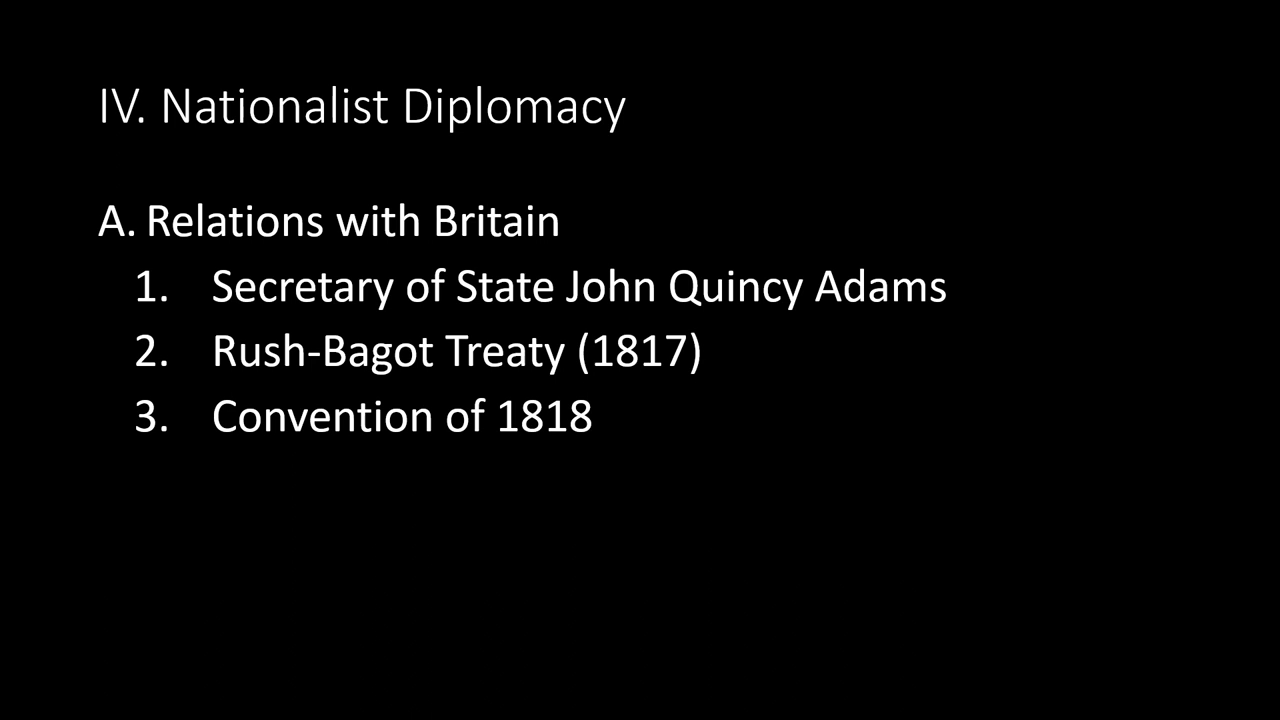 IV. Nationalist Diplomacy
A. Relations with Britain
1. Secretary of State John Quincy Adams
2. Rush-Bagot Treaty (1817)
3. Convention of 1818